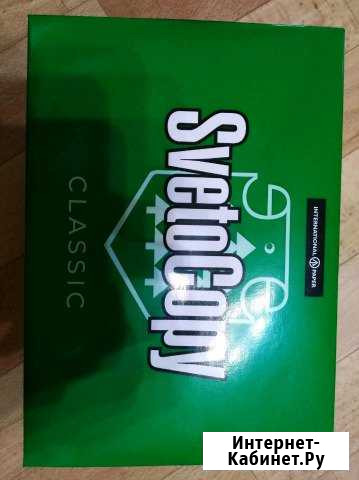 SvetoCopy
CLASSIC
INTERNATIONAL PAPER
Интернет-
Кабинет.Ру